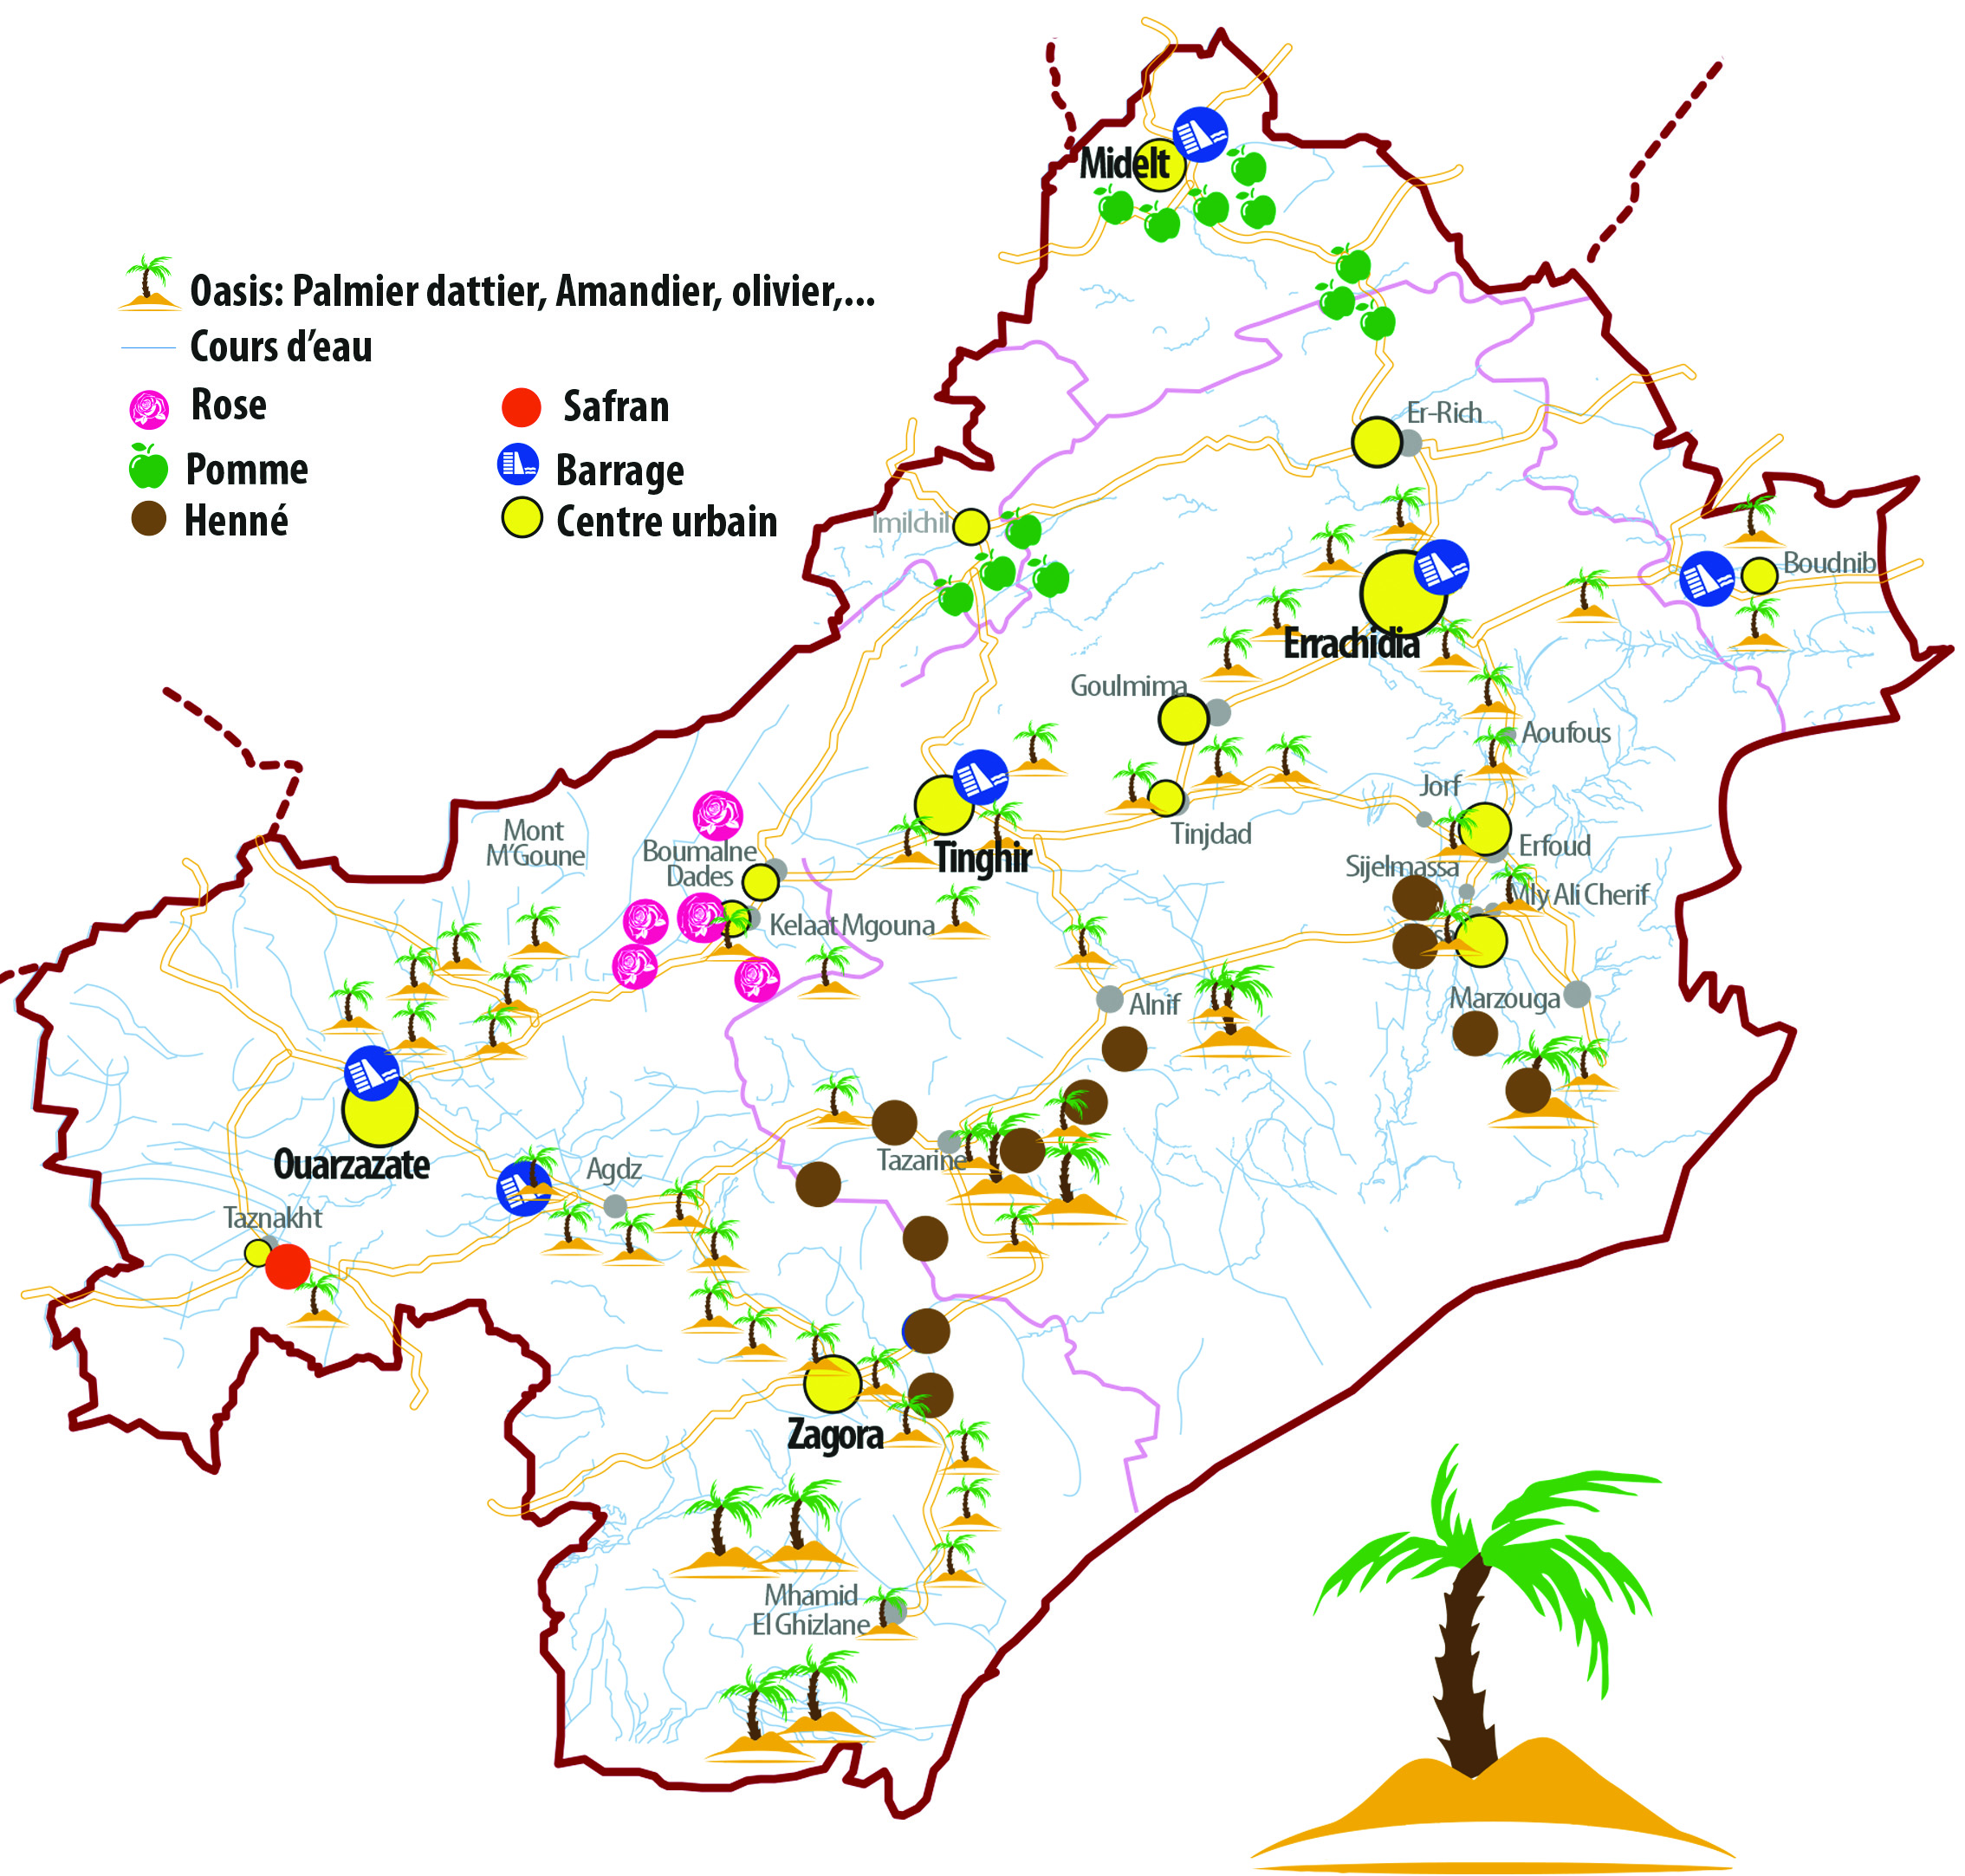 Midelt
Oasis: Palmier dattier, Amandier, olivier,...
Cours d'eau
Rose
Safran
Pomme
Barrage
Henné
Centre urbain
Er-Rich
Imilchil
Boudnib
Errachidia
Goulmima
Aoufous
Jorf
Mont
M'Goune
Tinjdad
Erfoud
Boumalne
Dades
Tinghir
Sijelmassa
Mly Ali Cherif
Kelaat Mgouna
Marzouga
Alnif
Ouarzazate
Agdz
Tazarine
Taznakht
Zagora
Mhamid
El Ghizlane